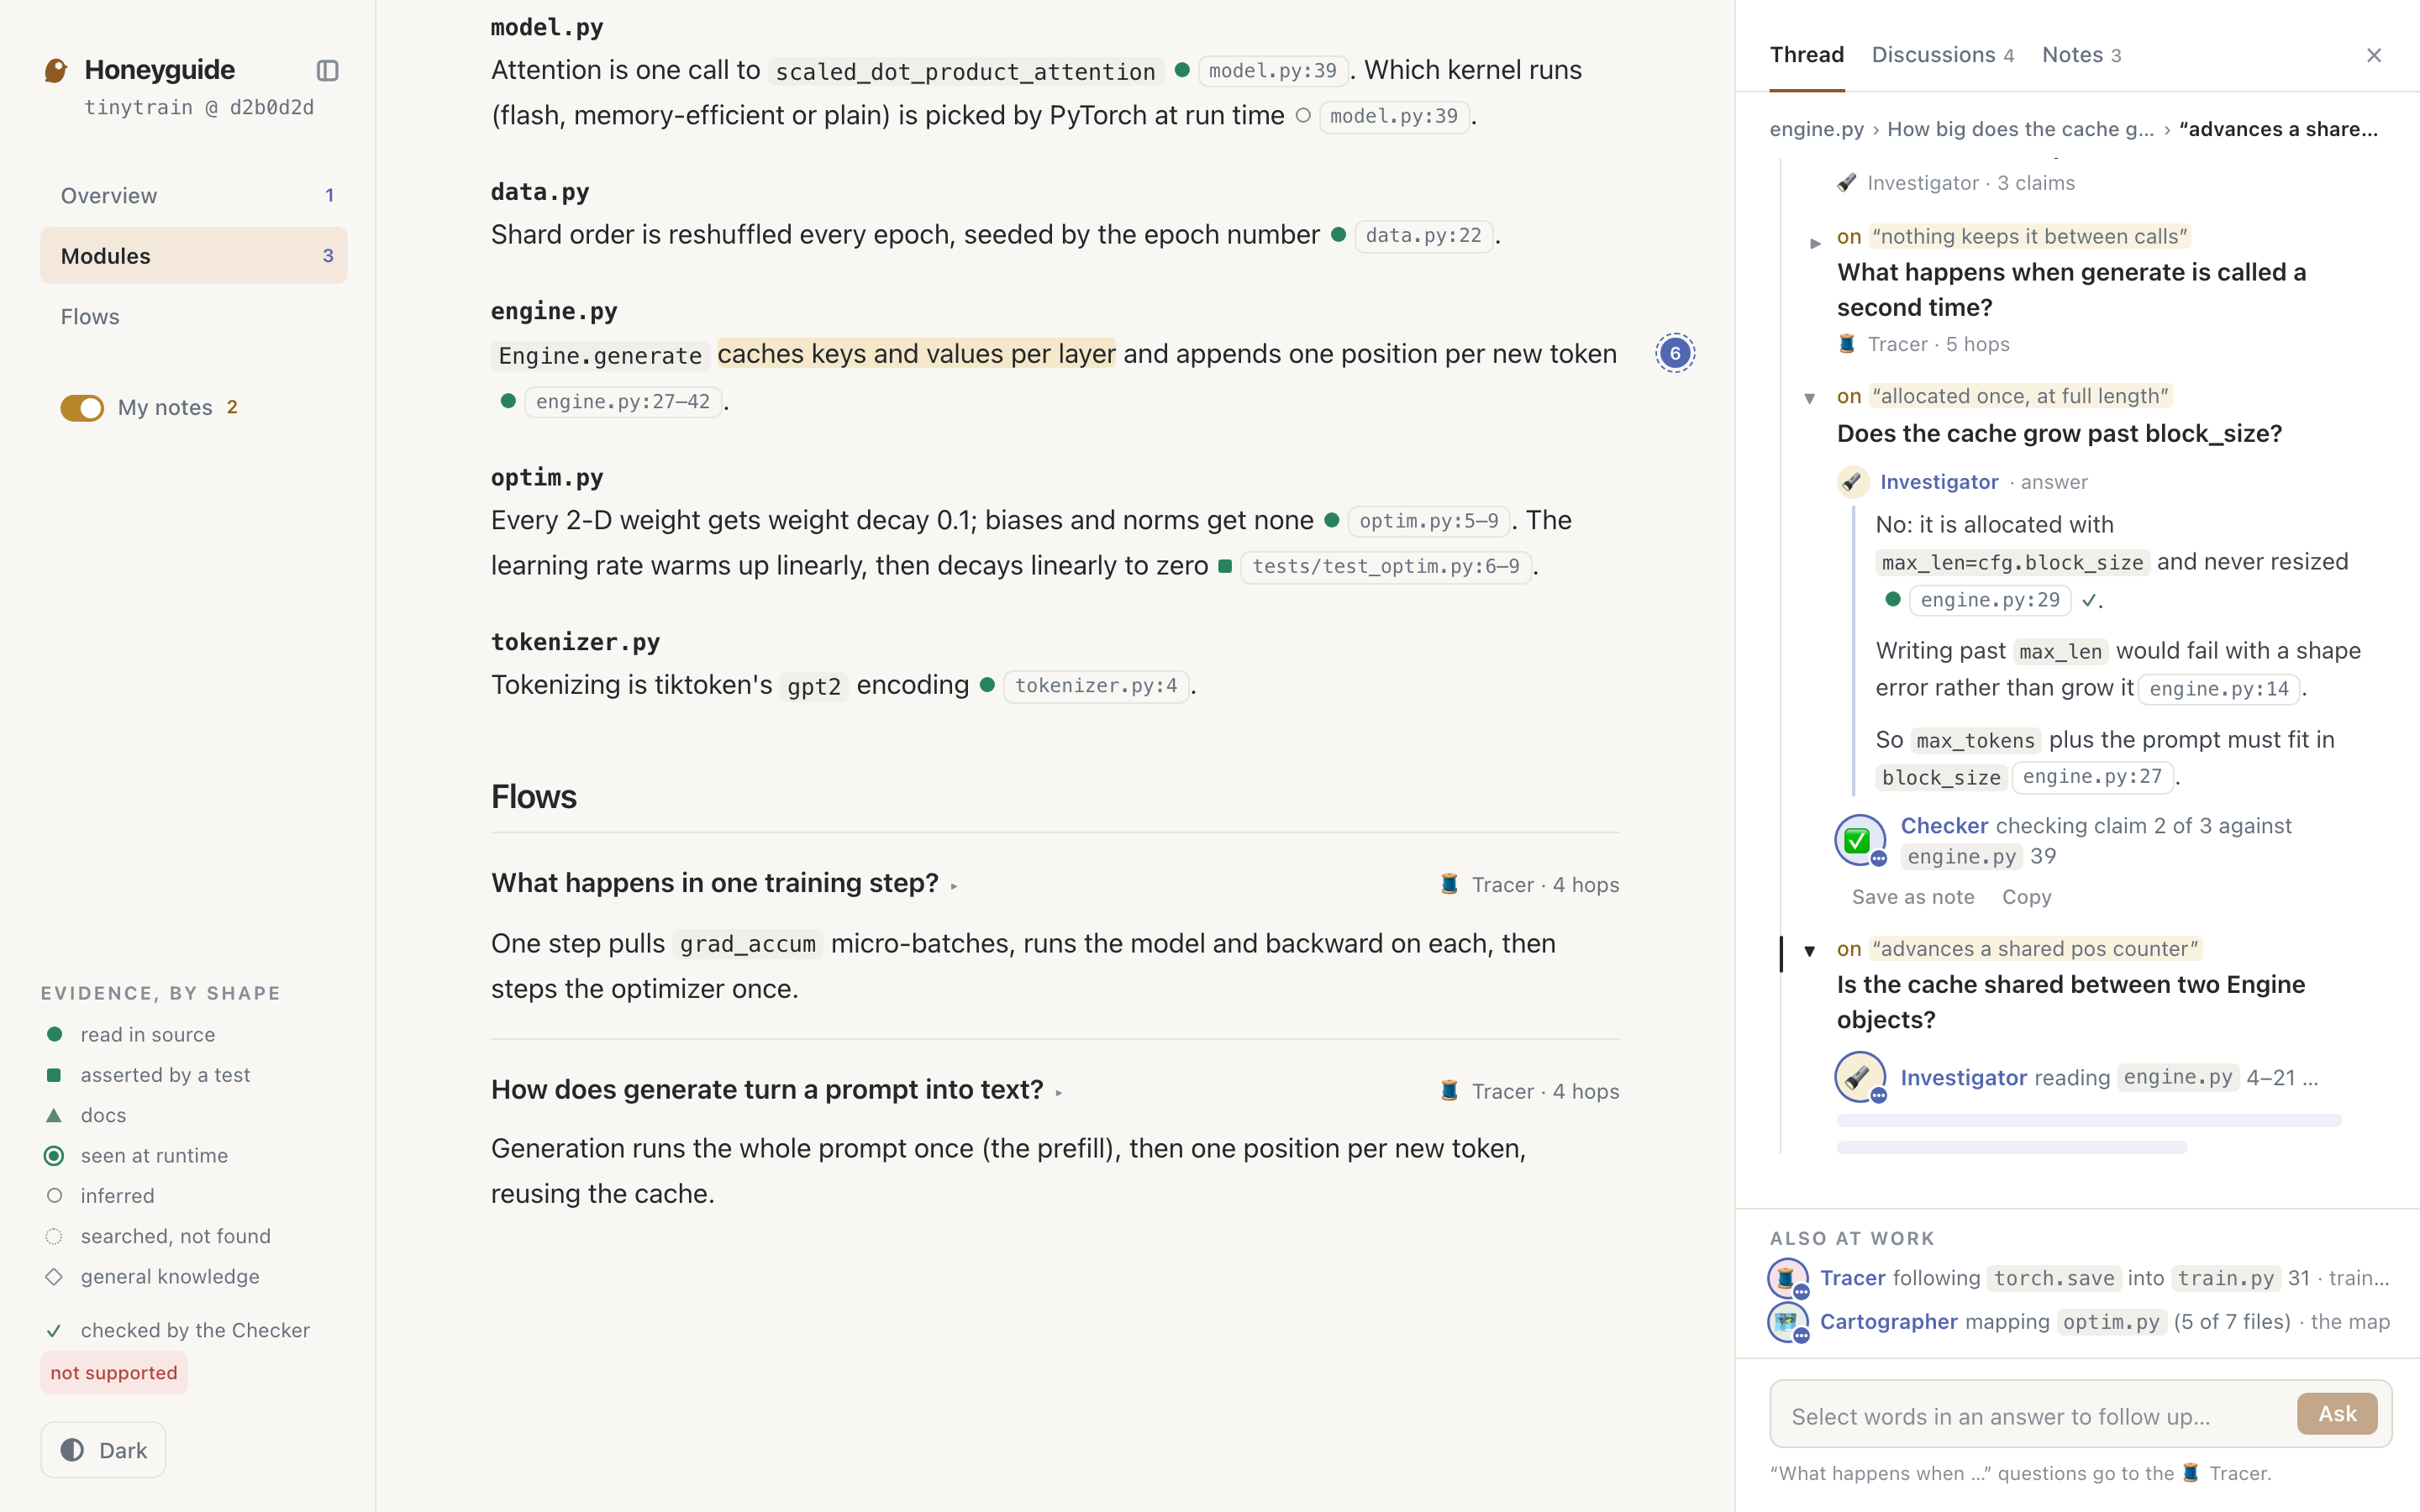 Honeyguide
tinytrain @ d2b0d2d
Overview 1
Modules 3
Flows
My notes 2
EVIDENCE, BY SHAPE
read in source
asserted by a test
docs
seen at runtime
inferred
searched, not found
general knowledge
checked by the Checker
not supported
Dark
model.py
Attention is one call to scaled_dot_product_attention model.py:39. Which kernel runs
(flash, memory-efficient or plain) is picked by PyTorch at run time model.py:39.
data.py
Shard order is reshuffled every epoch, seeded by the epoch number data.py:22.
engine.py
Engine.generate caches keys and values per layer and appends one position per new token 6
engine.py:27–42.
optim.py
Every 2-D weight gets weight decay 0.1; biases and norms get none optim.py:5–9. The
learning rate warms up linearly, then decays linearly to zero tests/test_optim.py:6–9.
tokenizer.py
Tokenizing is tiktoken's gpt2 encoding tokenizer.py:4.
Flows
What happens in one training step? Tracer · 4 hops
One step pulls grad_accum micro-batches, runs the model and backward on each, then
steps the optimizer once.
How does generate turn a prompt into text? Tracer · 4 hops
Generation runs the whole prompt once (the prefill), then one position per new token,
reusing the cache.
Thread Discussions 4 Notes 3
engine.py › How big does the cache g... › “advances a share...
Investigator · 3 claims
on “nothing keeps it between calls”
What happens when generate is called a
second time?
Tracer · 5 hops
on “allocated once, at full length”
Does the cache grow past block_size?
Investigator · answer
No: it is allocated with
max_len=cfg.block_size and never resized
engine.py:29 ✓.
Writing past max_len would fail with a shape
error rather than grow it engine.py:14.
So max_tokens plus the prompt must fit in
block_size engine.py:27.
Checker checking claim 2 of 3 against
engine.py 39
Save as note Copy
on “advances a shared pos counter”
Is the cache shared between two Engine
objects?
Investigator reading engine.py 4–21 ...
ALSO AT WORK
Tracer following torch.save into train.py 31 · train...
Cartographer mapping optim.py (5 of 7 files) · the map
Select words in an answer to follow up... Ask
“What happens when ...” questions go to the Tracer.